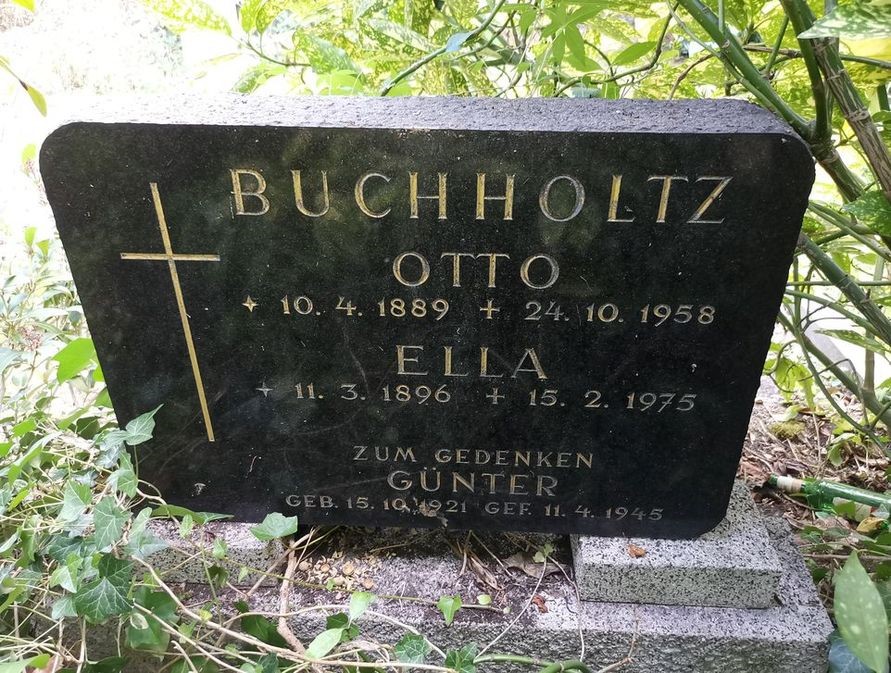 BUCHHOLTZ
OTTO
✦ 10. 4. 1889 ✝ 24. 10. 1958
ELLA
✦ 11. 3. 1896 ✝ 15. 2. 1975
ZUM GEDENKEN
GÜNTER
GEB. 15. 10. 1921 GEF. 11. 4. 1945